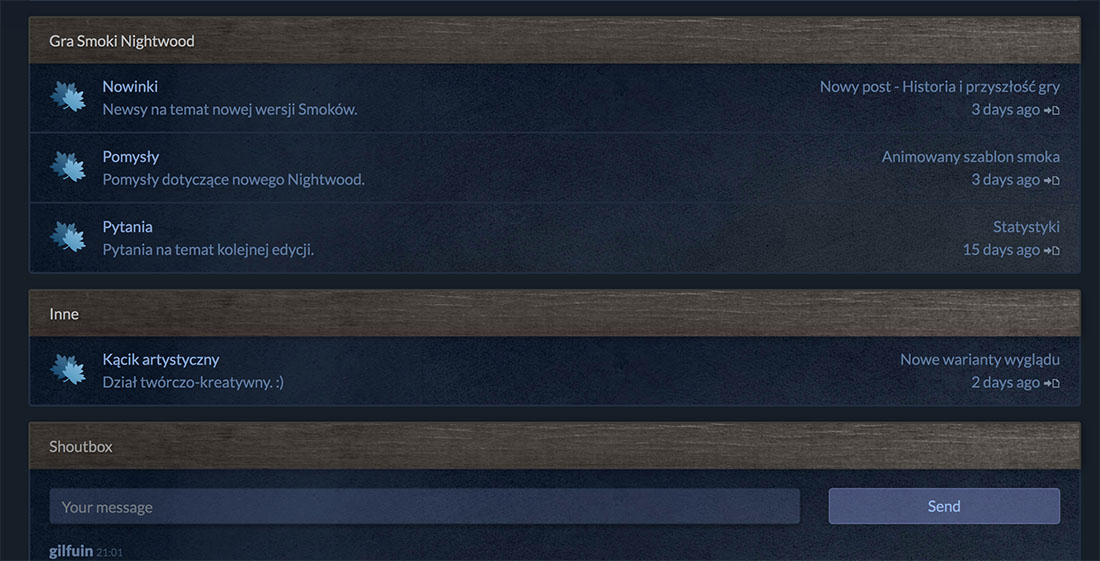 Gra Smoki Nightwood
Nowinki
Nowy post - Historia i przyszłość gry
Newsy na temat nowej wersji Smoków.
3 days ago
Pomysły
Animowany szablon smoka
Pomysły dotyczące nowego Nightwood.
3 days ago
Pytania
Statystyki
Pytania na temat kolejnej edycji.
15 days ago
Inne
Kącik artystyczny
Nowe warianty wyglądu
Dział twórczo-kreatywny. :)
2 days ago
Shoutbox
Your message
Send
gilfuin 21:01